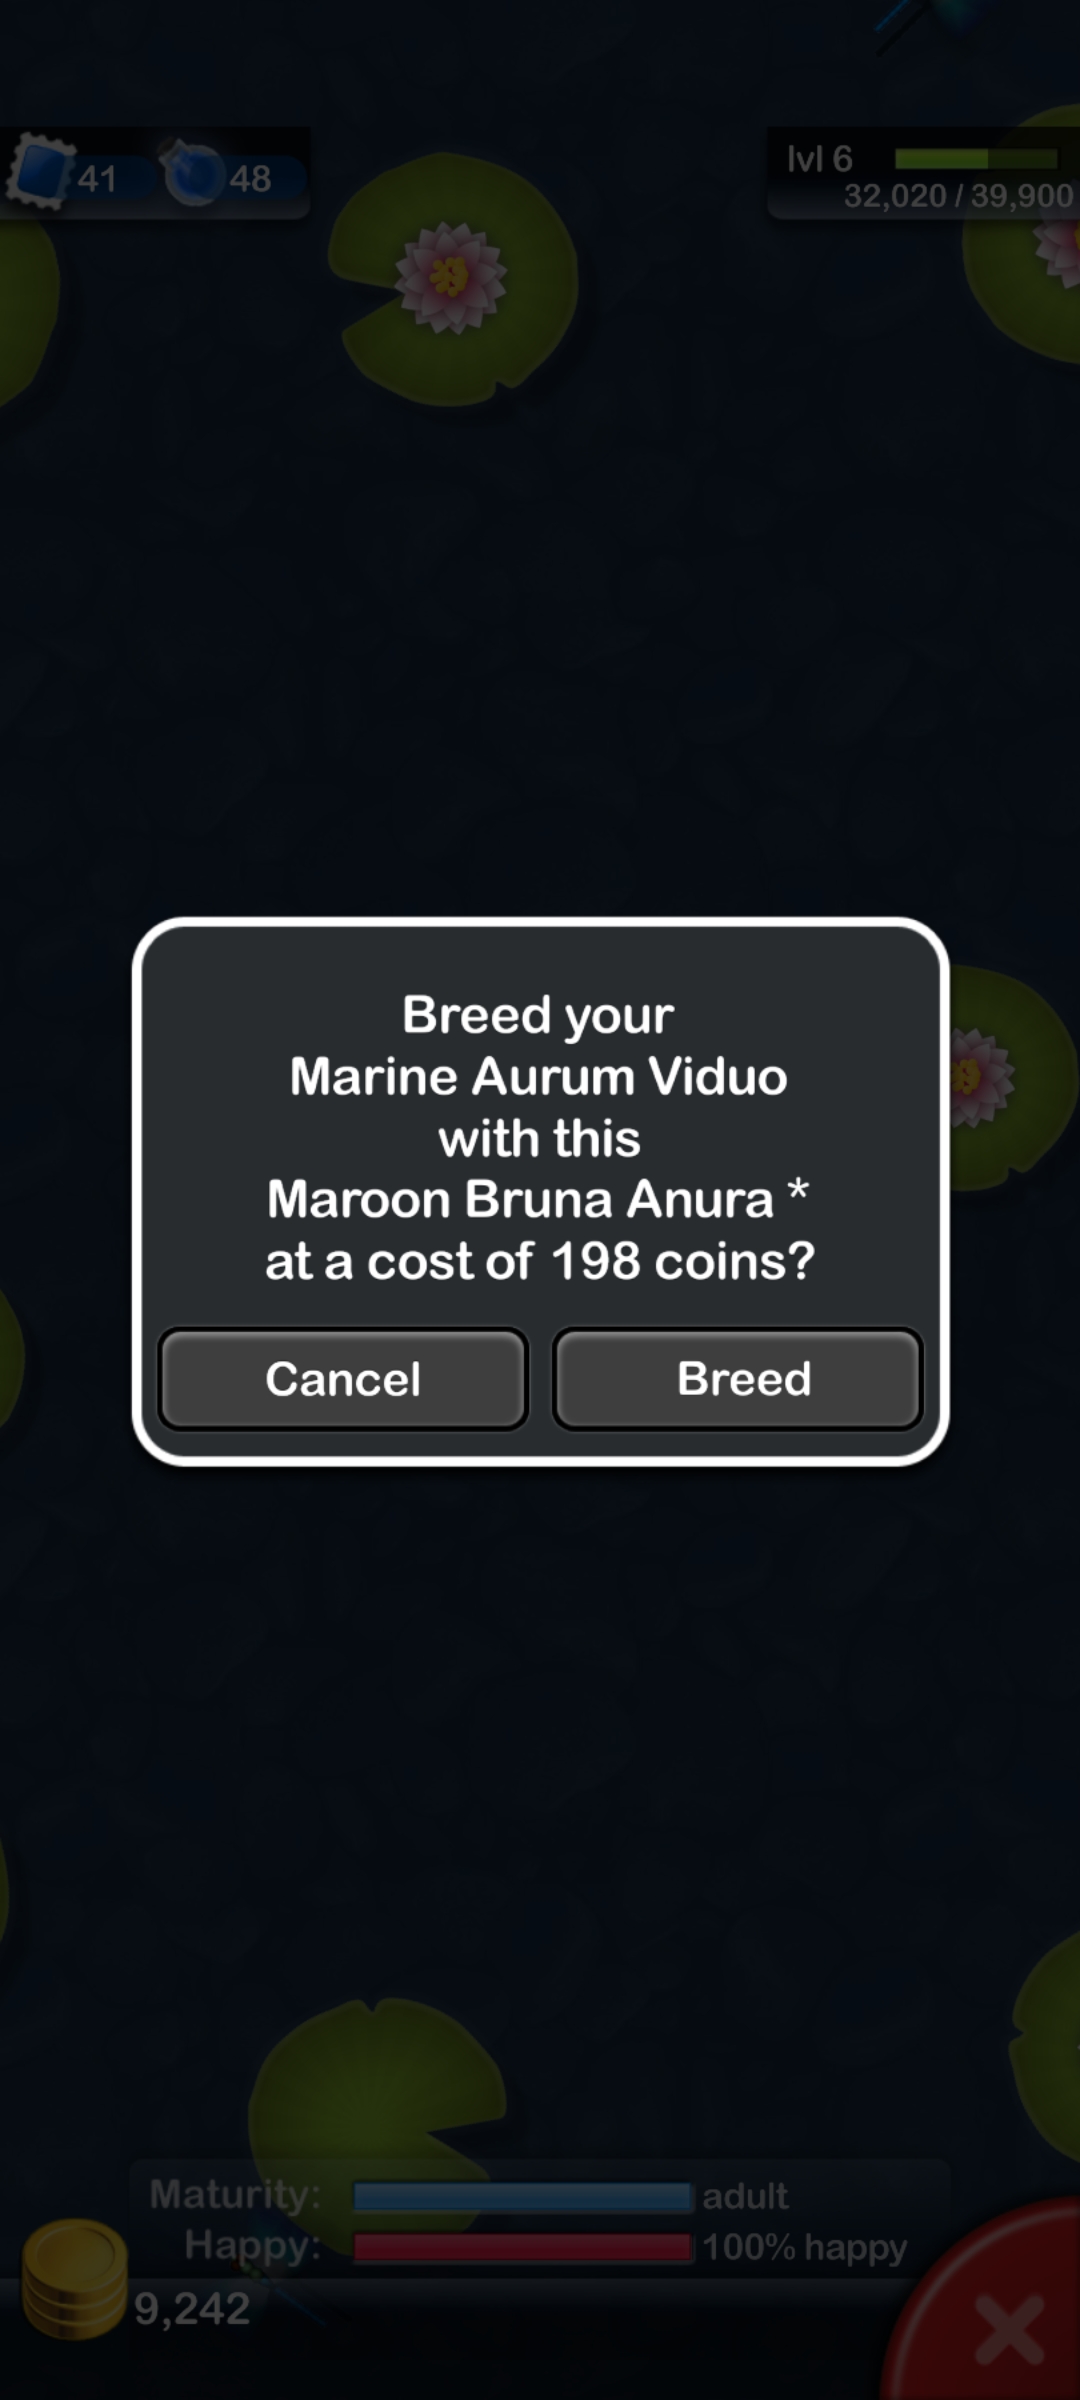 41
48
lvl 6
32,020 / 39,900
Breed your
Marine Aurum Viduo
with this
Maroon Bruna Anura *
at a cost of 198 coins?
Cancel
Breed
Maturity: adult
Happy: 100% happy
9,242